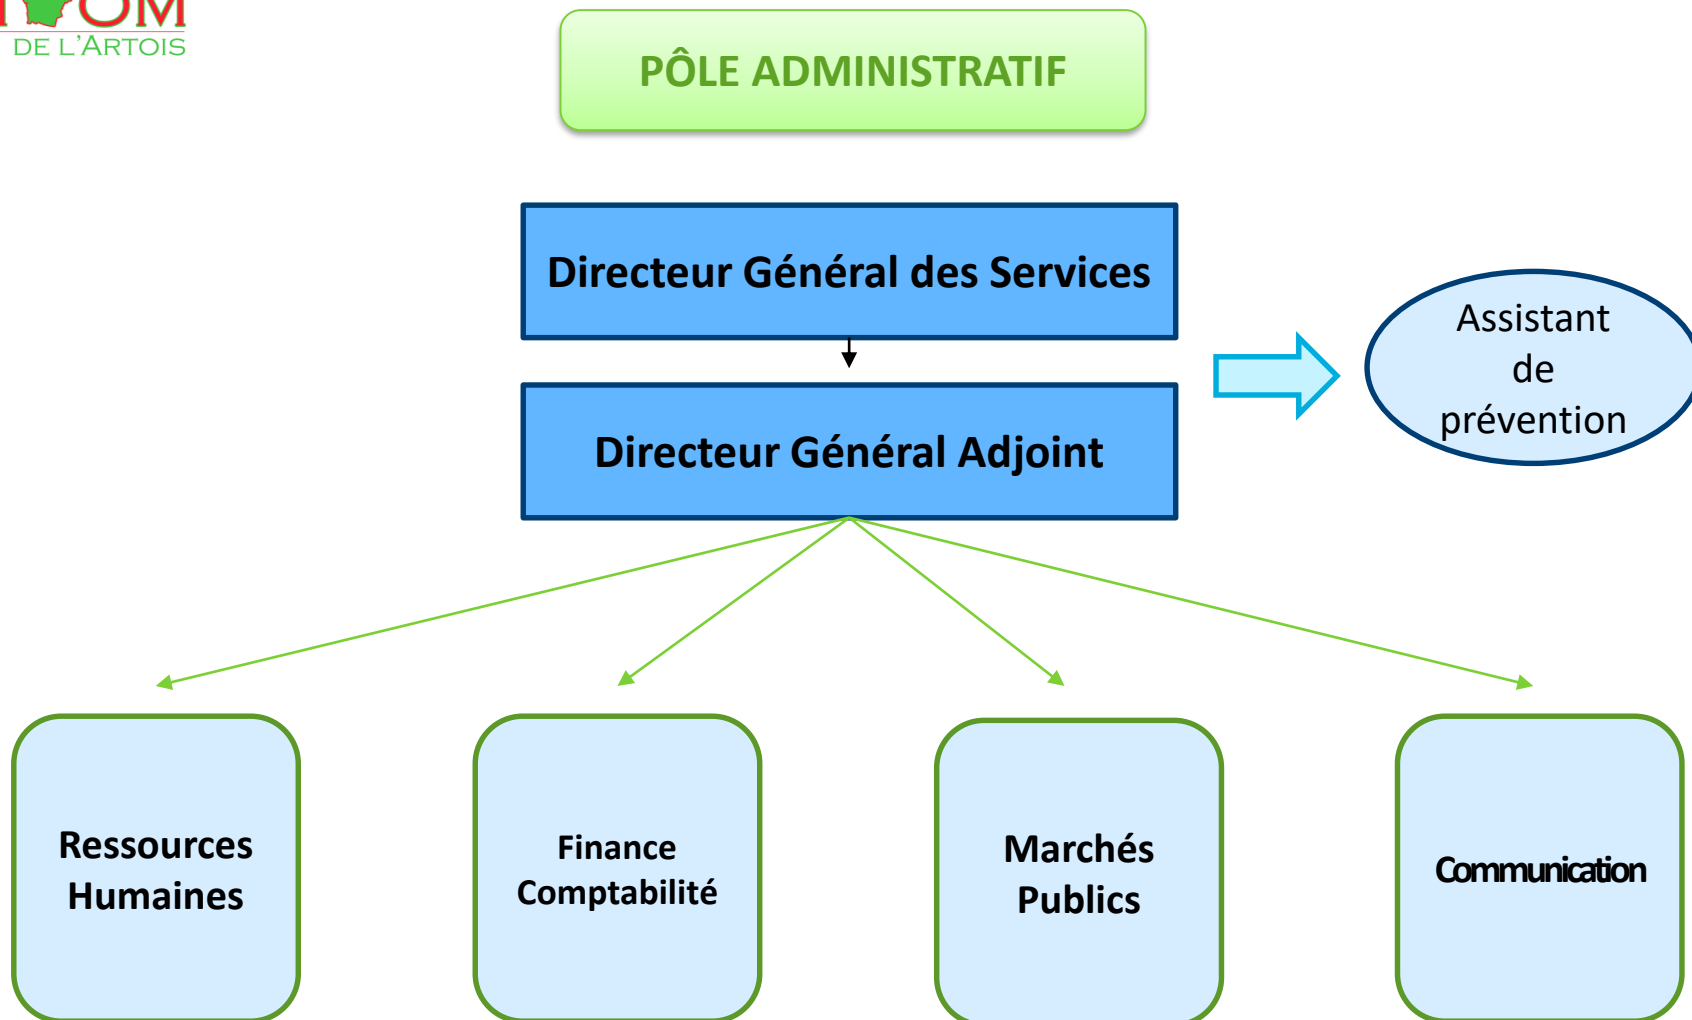 OM
DE L'ARTOIS
PÔLE ADMINISTRATIF
Directeur Général des Services
Assistant
de
prévention
Directeur Général Adjoint
Ressources
Humaines
Finance
Comptabilité
Marchés
Publics
Communication